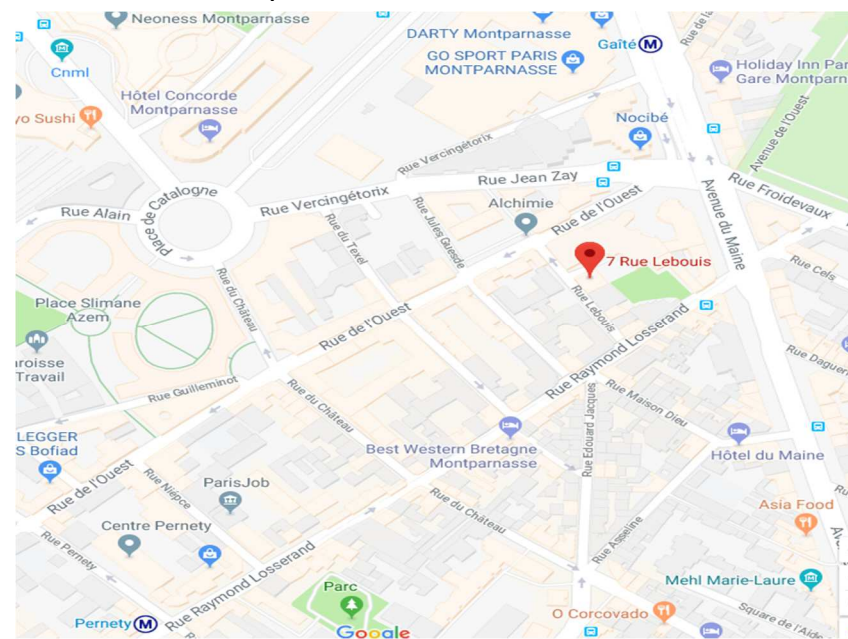 Neoness Montparnasse
DARTY Montparnasse
Gaîté M
GO SPORT PARIS
MONTPARNASSE
Cnml
Holiday Inn Par
Gare Montparn
Hôtel Concorde
Montparnasse
yo Sushi
Nocibé
Avenue de l'Ouest
Rue Vercingétorix
Rue Jean Zay
Rue Froidevaux
Place de Catalogne
Rue Alain
Rue Vercingétorix
Alchimie
Rue de l'Ouest
Avenue du Maine
Rue du Texel
Rue Jules Guesde
7 Rue Lebouis
Rue Cels
Rue du Château
Rue Lebouis
Place Slimane
Azem
Rue de l'Ouest
Rue Raymond Losserand
aroisse
Travail
Rue Daguer
Rue Guilleminot
Rue du Château
Rue Maison Dieu
Rue Edouard Jacques
LEGGER
S Bofiad
Best Western Bretagne
Montparnasse
Hôtel du Maine
Rue de l'Ouest
ParisJob
Rue Niépce
Rue du Château
Asia Food
Centre Pernety
Rue Asseline
Rue Pernety
Rue Raymond Losserand
Ave
Mehl Marie-Laure
Parc
O Corcovado
Square de l'Aide
Pernety M
Google